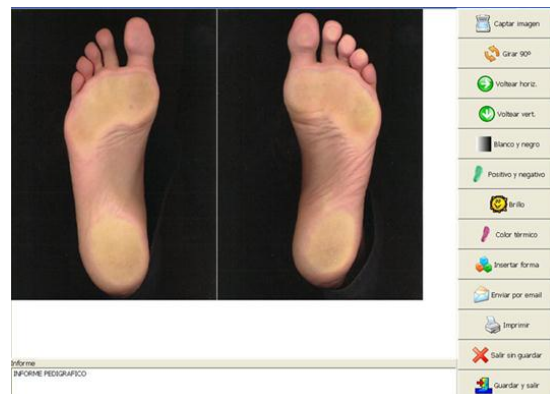 Captar imagen
Girar 90º
Voltear horiz.
Voltear vert.
Blanco y negro
Positivo y negativo
Brillo
Color térmico
Insertar forma
Enviar por email
Imprimir
Salir sin guardar
Guardar y salir
Informe
INFORME PEDIGRAFICO